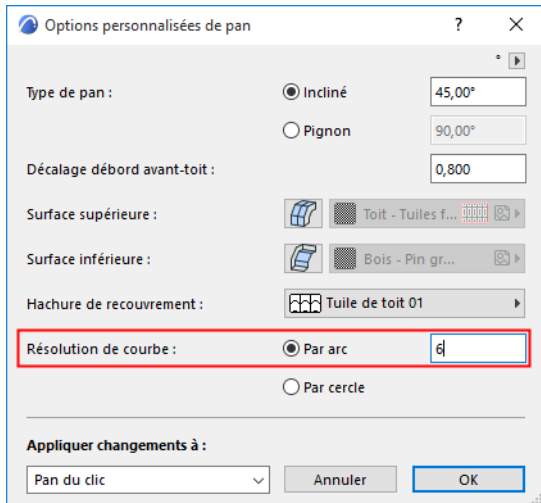 Options personnalisées de pan ? ×
°
Type de pan : Incliné 45,00°
Pignon 90,00°
Décalage débord avant-toit : 0,800
Surface supérieure : Toit - Tuiles f...
Surface inférieure : Bois - Pin gr...
Hachure de recouvrement : Tuile de toit 01
Résolution de courbe : Par arc 6
Par cercle
Appliquer changements à :
Pan du clic Annuler OK